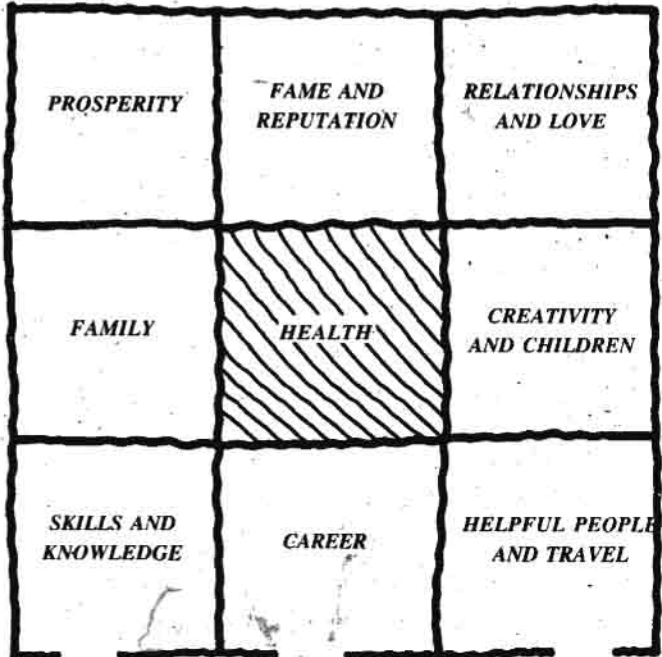 PROSPERITY
FAME AND
REPUTATION
RELATIONSHIPS
AND LOVE
FAMILY
HEALTH
CREATIVITY
AND CHILDREN
SKILLS AND
KNOWLEDGE
CAREER
HELPFUL PEOPLE
AND TRAVEL